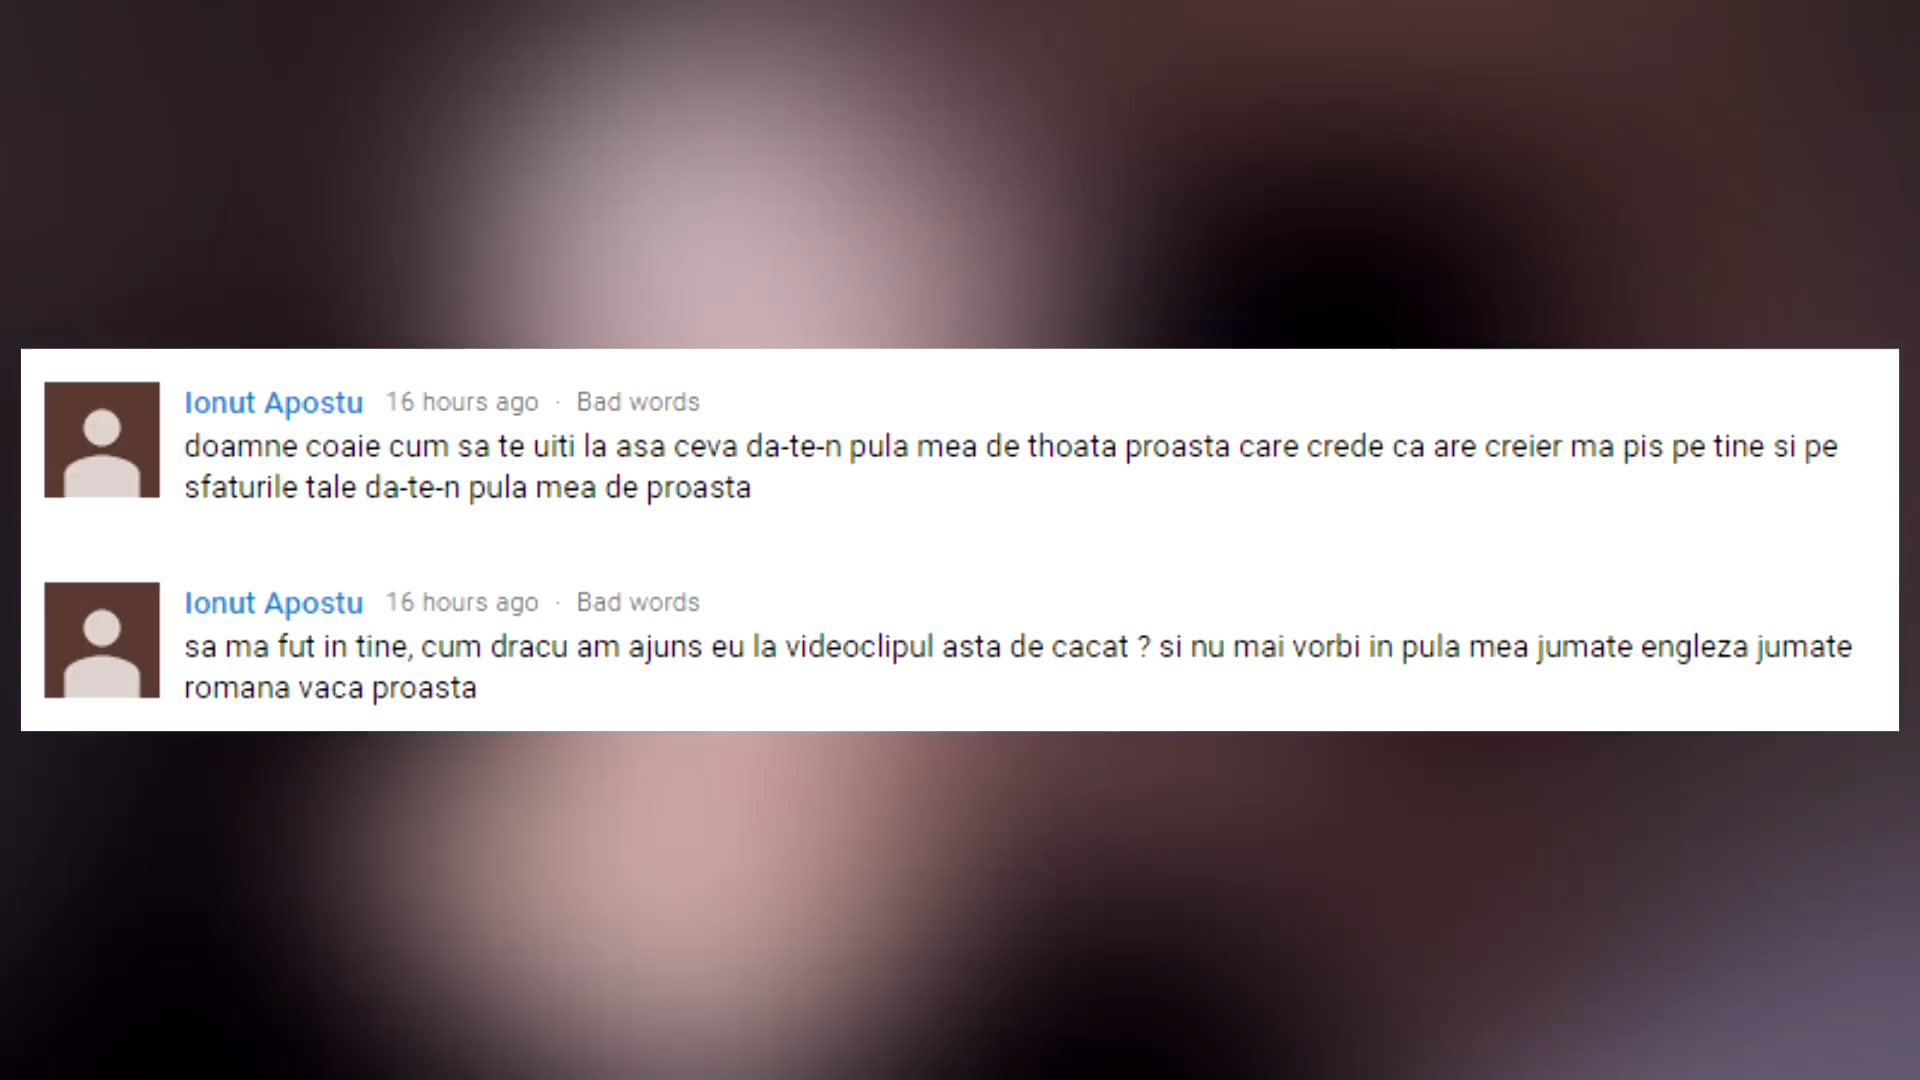 Ionut Apostu 16 hours ago · Bad words
doamne coaie cum sa te uiti la asa ceva da-te-n pula mea de thoata proasta care crede ca are creier ma pis pe tine si pe
sfaturile tale da-te-n pula mea de proasta
Ionut Apostu 16 hours ago · Bad words
sa ma fut in tine, cum dracu am ajuns eu la videoclipul asta de cacat ? si nu mai vorbi in pula mea jumate engleza jumate
romana vaca proasta